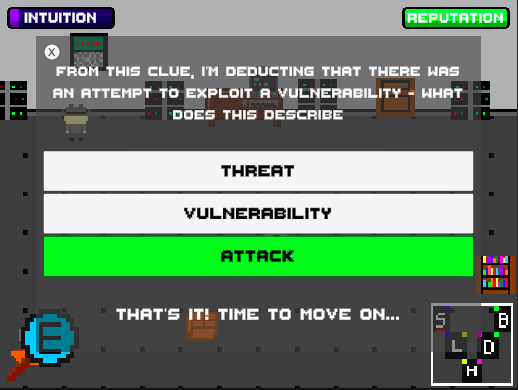 INTUITION
REPUTATION
X
FROM THIS CLUE, I'M DEDUCTING THAT THERE WAS
AN ATTEMPT TO EXPLOIT A VULNERABILITY - WHAT
DOES THIS DESCRIBE
THREAT
VULNERABILITY
ATTACK
THAT'S IT! TIME TO MOVE ON...
E
S B
L D
H